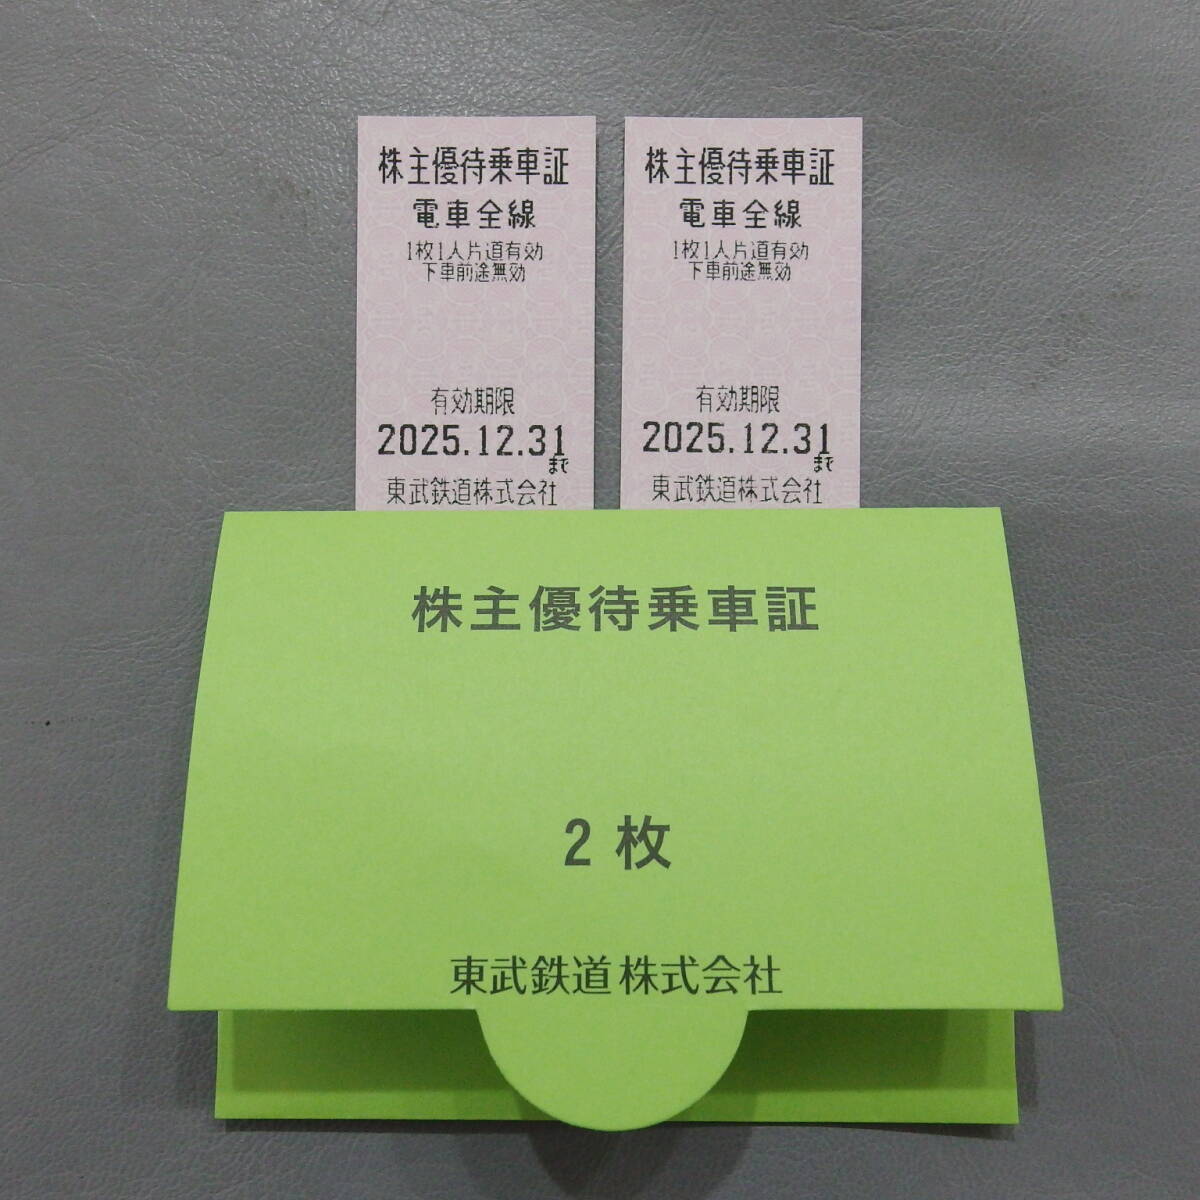 株主優待乗車証
電車全線
1枚1人片道有効
下車前途無効
有効期限
2025.12.31
まで
東武鉄道株式会社
株主優待乗車証
電車全線
1枚1人片道有効
下車前途無効
有効期限
2025.12.31
まで
東武鉄道株式会社
株主優待乗車証
2枚
東武鉄道株式会社